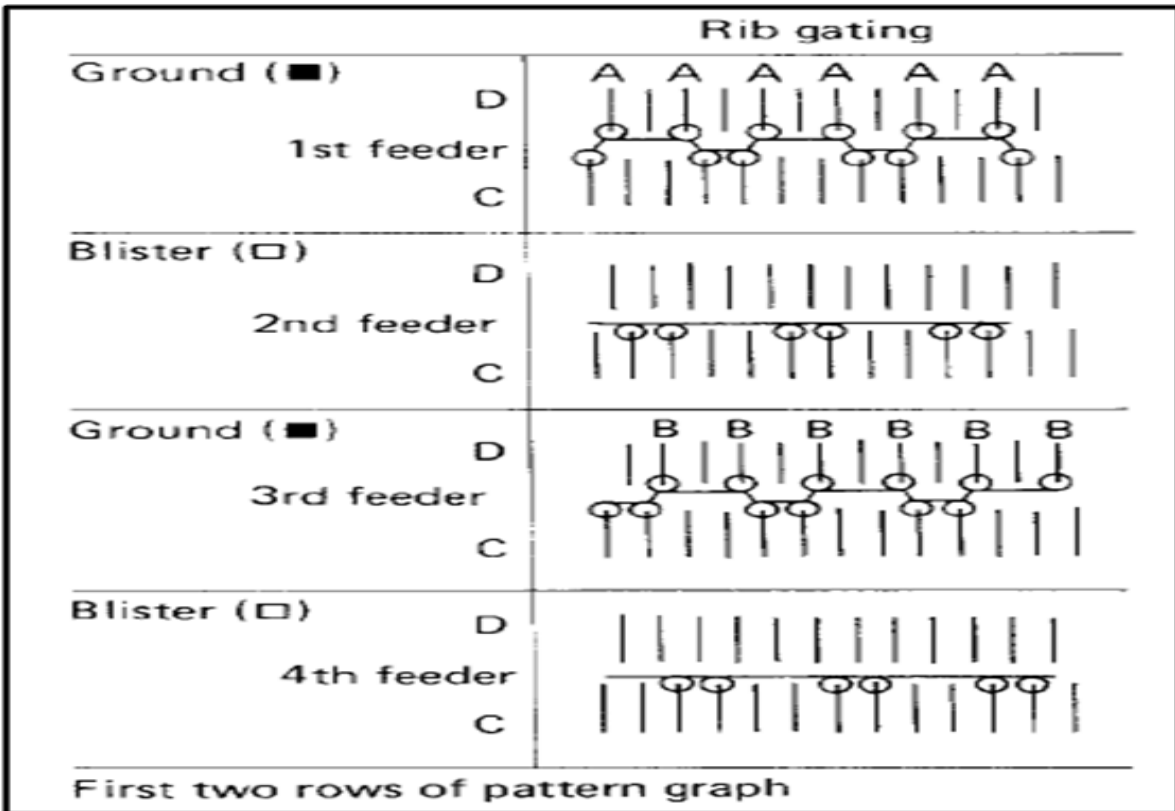 Rib gating
Ground (■)
A A A A A A
D
1st feeder
C
Blister (□)
D
2nd feeder
C
Ground (■)
B B B B B B
D
3rd feeder
C
Blister (□)
D
4th feeder
C
First two rows of pattern graph